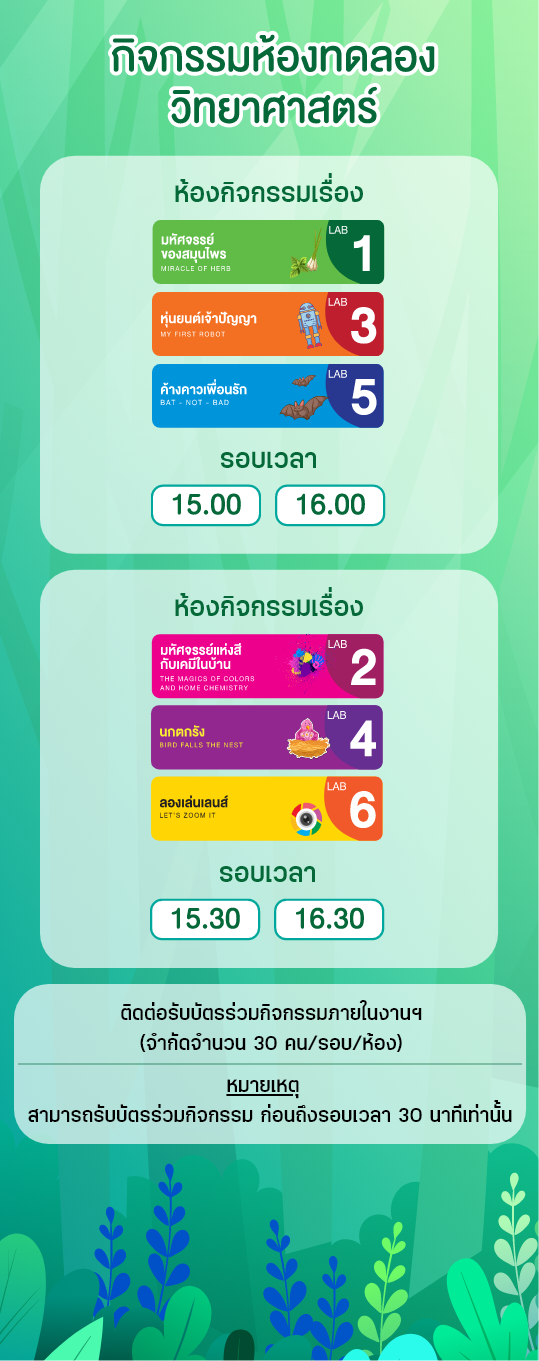 กิจกรรมห้องทดลอง
วิทยาศาสตร์
ห้องกิจกรรมเรื่อง
มหัศจรรย์
ของสมุนไพร
MIRACLE OF HERB
LAB
1
หุ่นยนต์เจ้าปัญญา
MY FIRST ROBOT
LAB
3
ค้างคาวเพื่อนรัก
BAT - NOT - BAD
LAB
5
รอบเวลา
15.00 16.00
ห้องกิจกรรมเรื่อง
มหัศจรรย์แห่งสี
กับเคมีในบ้าน
THE MAGICS OF COLORS
AND HOME CHEMISTRY
LAB
2
นกตกรัง
BIRD FALLS THE NEST
LAB
4
ลองเล่นเลนส์
LET'S ZOOM IT
LAB
6
รอบเวลา
15.30 16.30
ติดต่อรับบัตรร่วมกิจกรรมภายในงานฯ
(จำกัดจำนวน 30 คน/รอบ/ห้อง)
หมายเหตุ
สามารถรับบัตรร่วมกิจกรรม ก่อนถึงรอบเวลา 30 นาทีเท่านั้น